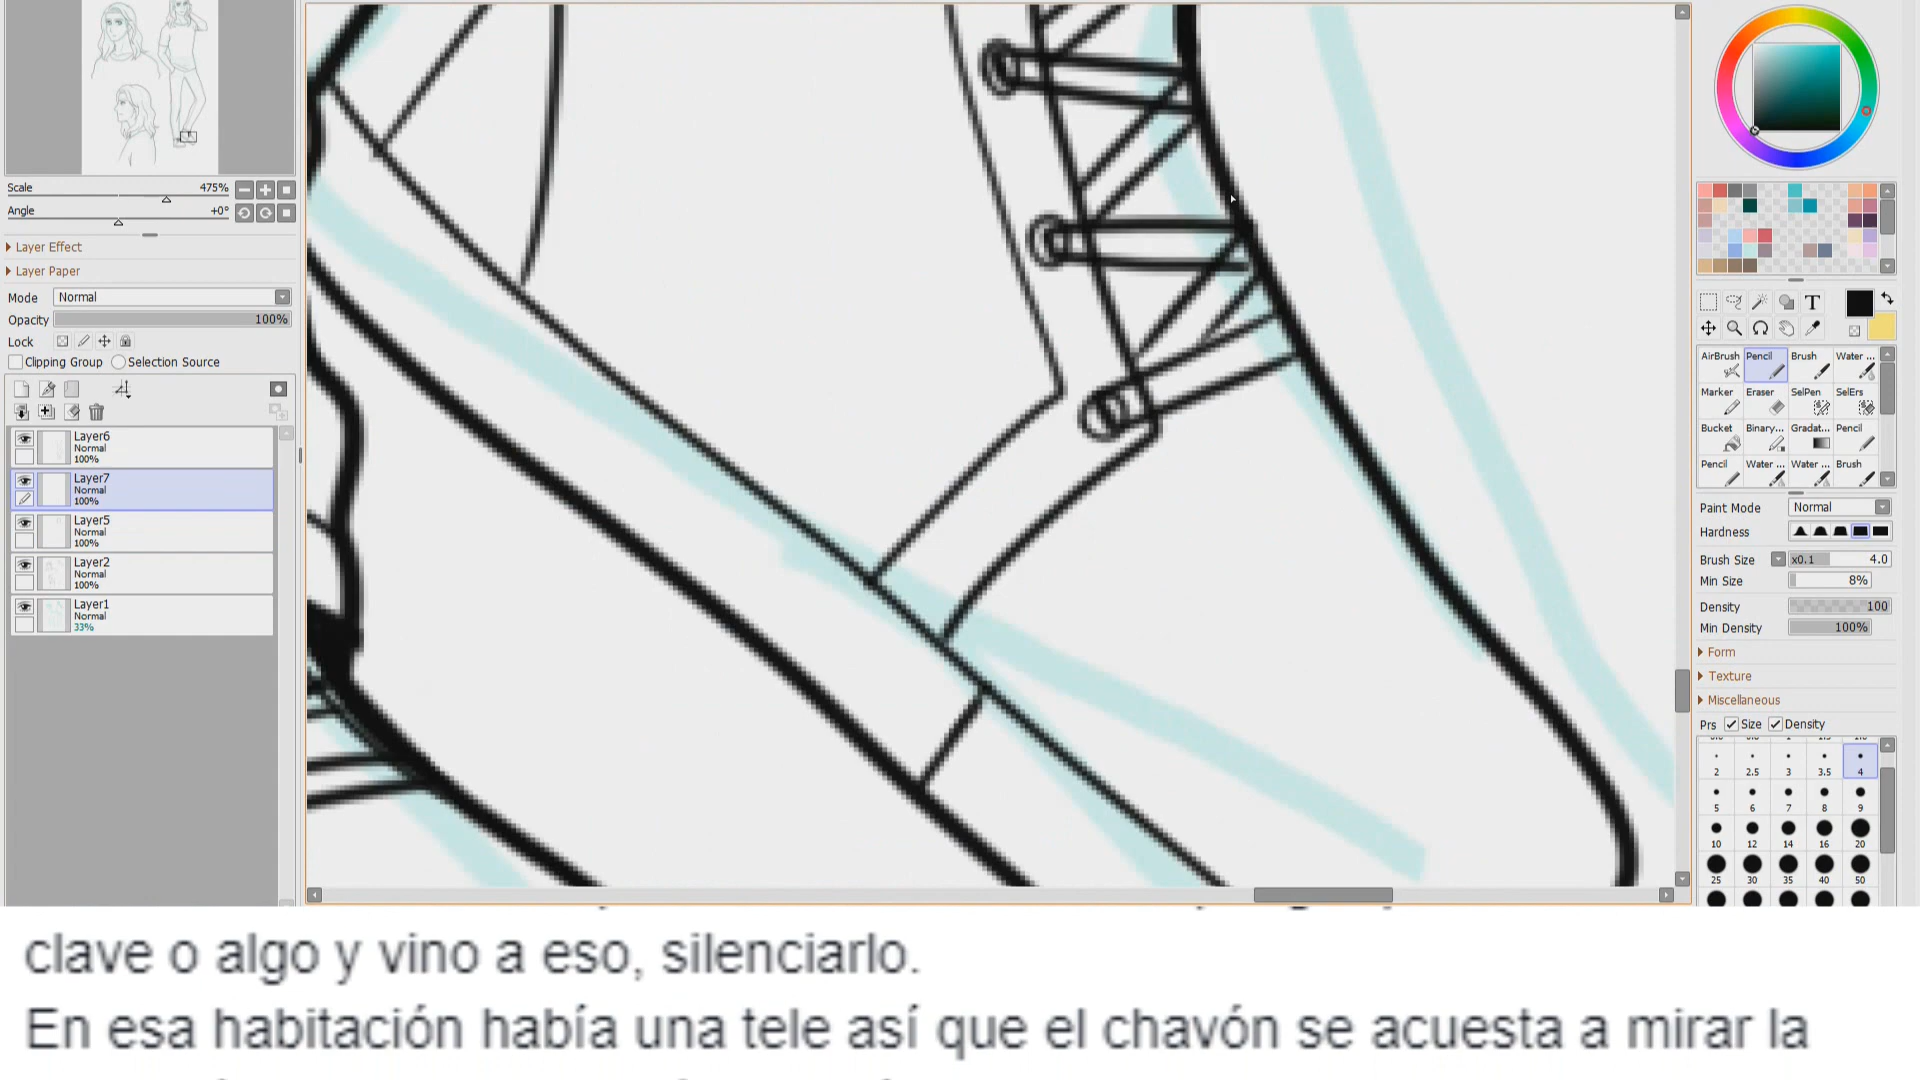 Scale 475%
Angle +0°
Layer Effect
Layer Paper
Mode Normal
Opacity 100%
Lock
Clipping Group Selection Source
Layer6
Normal
100%
Layer7
Normal
100%
Layer5
Normal
100%
Layer2
Normal
100%
Layer1
Normal
33%
T
AirBrush Pencil Brush Water ...
Marker Eraser SelPen SelErs
Bucket Binary... Gradat... Pencil
Pencil Water ... Water ... Brush
Paint Mode Normal
Hardness
Brush Size x0.1 4.0
Min Size 8%
Density 100
Min Density 100%
Form
Texture
Miscellaneous
Prs Size Density
2 2.5 3 3.5 4
5 6 7 8 9
10 12 14 16 20
25 30 35 40 50
clave o algo y vino a eso, silenciarlo.
En esa habitación había una tele así que el chavón se acuesta a mirar la